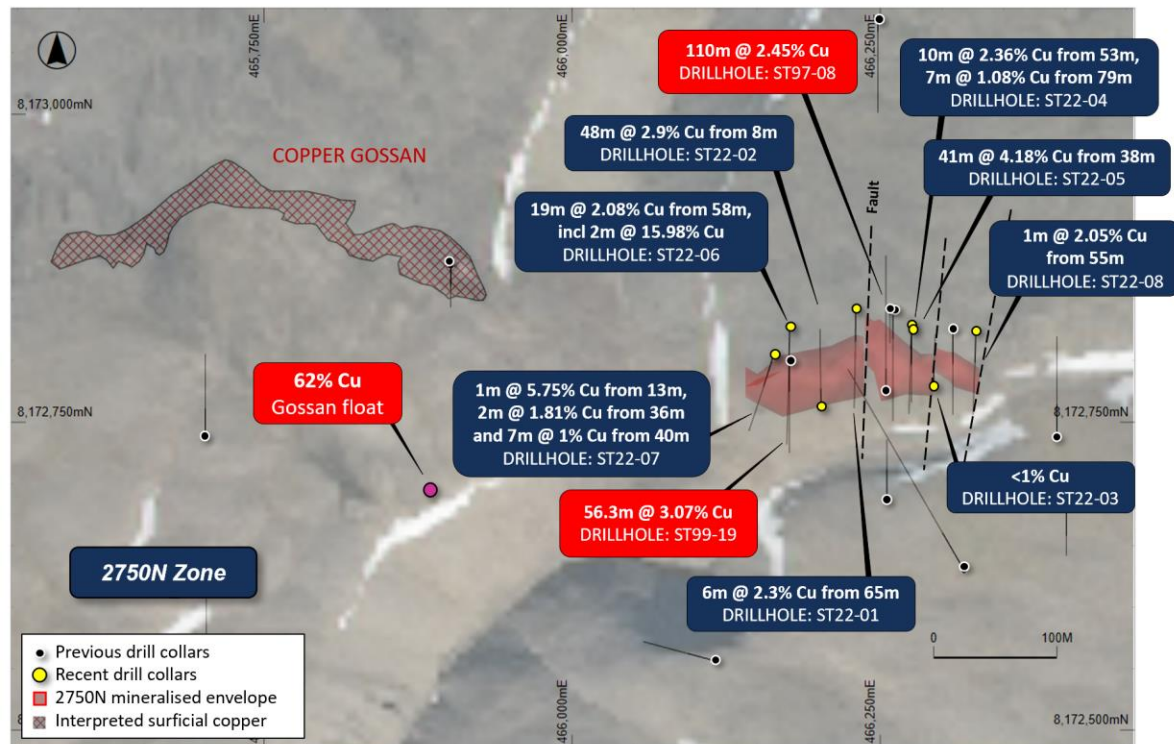 465,750mE
466,000mE
466,250mE
8,173,000mN
110m @ 2.45% Cu
DRILLHOLE: ST97-08
10m @ 2.36% Cu from 53m,
7m @ 1.08% Cu from 79m
DRILLHOLE: ST22-04
48m @ 2.9% Cu from 8m
DRILLHOLE: ST22-02
COPPER GOSSAN
41m @ 4.18% Cu from 38m
DRILLHOLE: ST22-05
19m @ 2.08% Cu from 58m,
incl 2m @ 15.98% Cu
DRILLHOLE: ST22-06
Fault
1m @ 2.05% Cu
from 55m
DRILLHOLE: ST22-08
62% Cu
Gossan float
8,172,750mN
8,172,750mN
1m @ 5.75% Cu from 13m,
2m @ 1.81% Cu from 36m
and 7m @ 1% Cu from 40m
DRILLHOLE: ST22-07
<1% Cu
DRILLHOLE: ST22-03
56.3m @ 3.07% Cu
DRILLHOLE: ST99-19
2750N Zone
6m @ 2.3% Cu from 65m
DRILLHOLE: ST22-01
Previous drill collars
Recent drill collars
2750N mineralised envelope
Interpreted surficial copper
0 100M
466,000mE
466,250mE
8,172,500mN